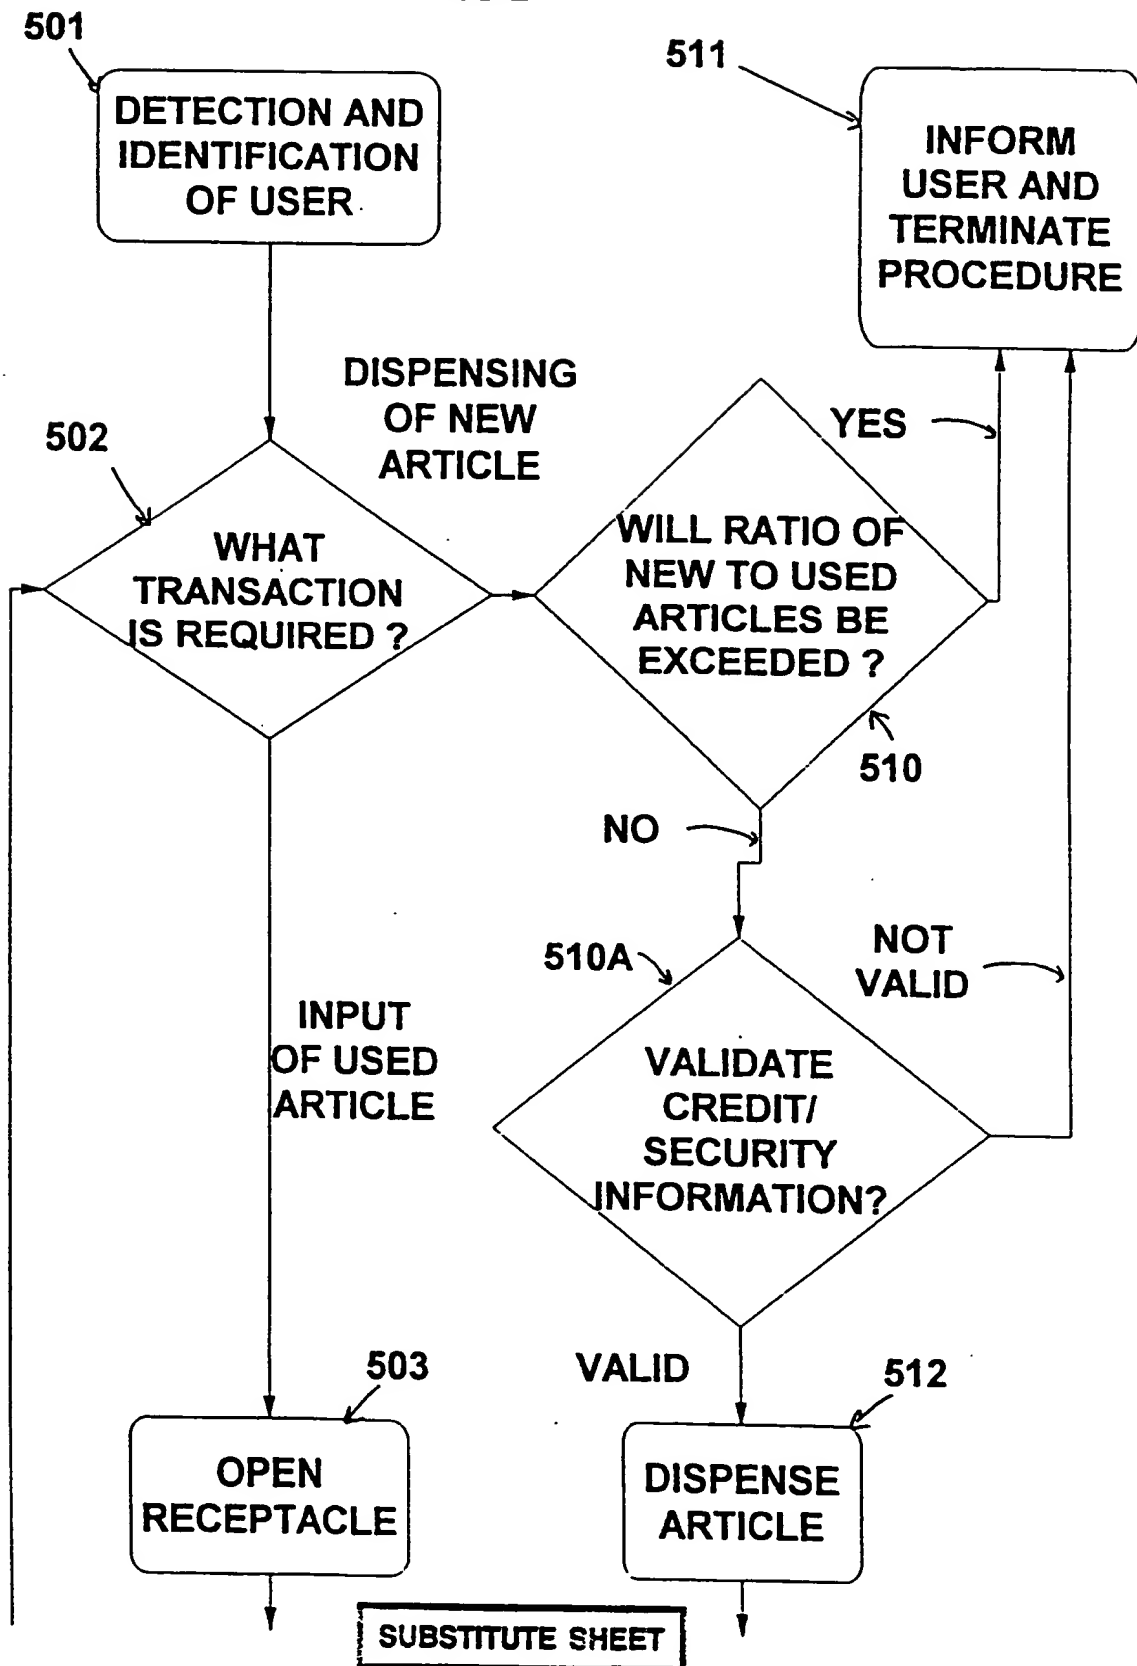 501
DETECTION AND
IDENTIFICATION
OF USER
511
INFORM
USER AND
TERMINATE
PROCEDURE
DISPENSING
OF NEW
ARTICLE
YES
502
WHAT
TRANSACTION
IS REQUIRED ?
WILL RATIO OF
NEW TO USED
ARTICLES BE
EXCEEDED ?
510
NO
510A
NOT
VALID
INPUT
OF USED
ARTICLE
VALIDATE
CREDIT/
SECURITY
INFORMATION?
VALID
503
512
OPEN
RECEPTACLE
DISPENSE
ARTICLE
SUBSTITUTE SHEET